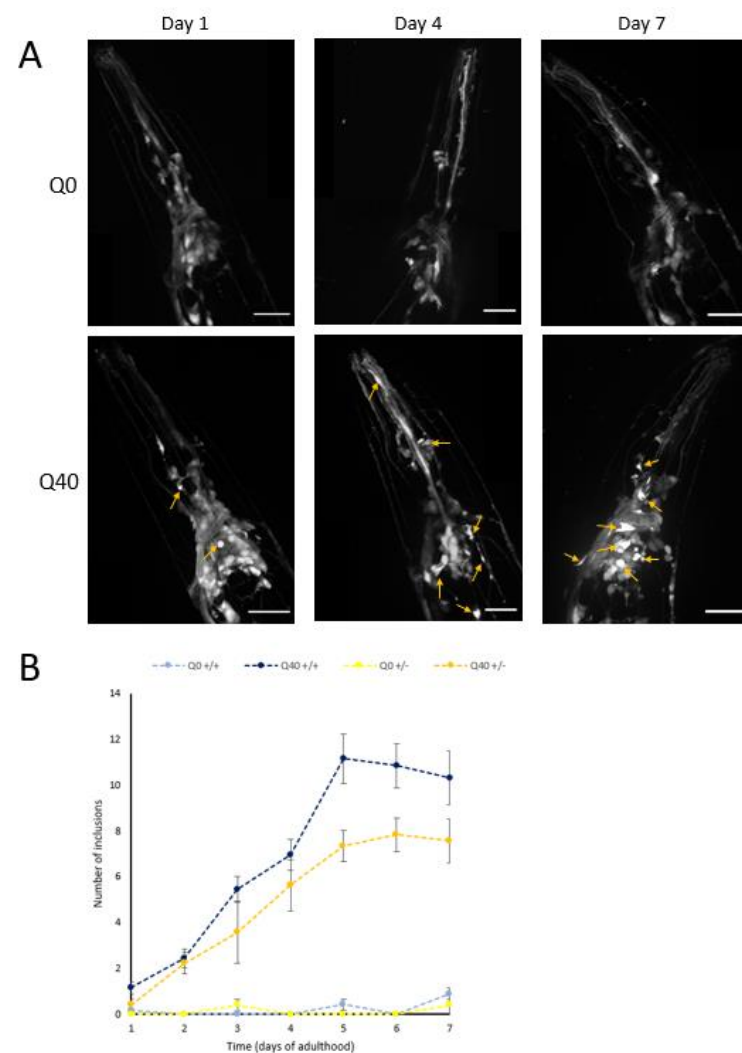 Day 1 Day 4 Day 7
A
Q0
Q40
B
Q0 +/+ Q40 +/+ Q0 +/- Q40 +/-
14
12
10
8
6
4
2
0
Number of inclusions
1 2 3 4 5 6 7
Time (days of adulthood)